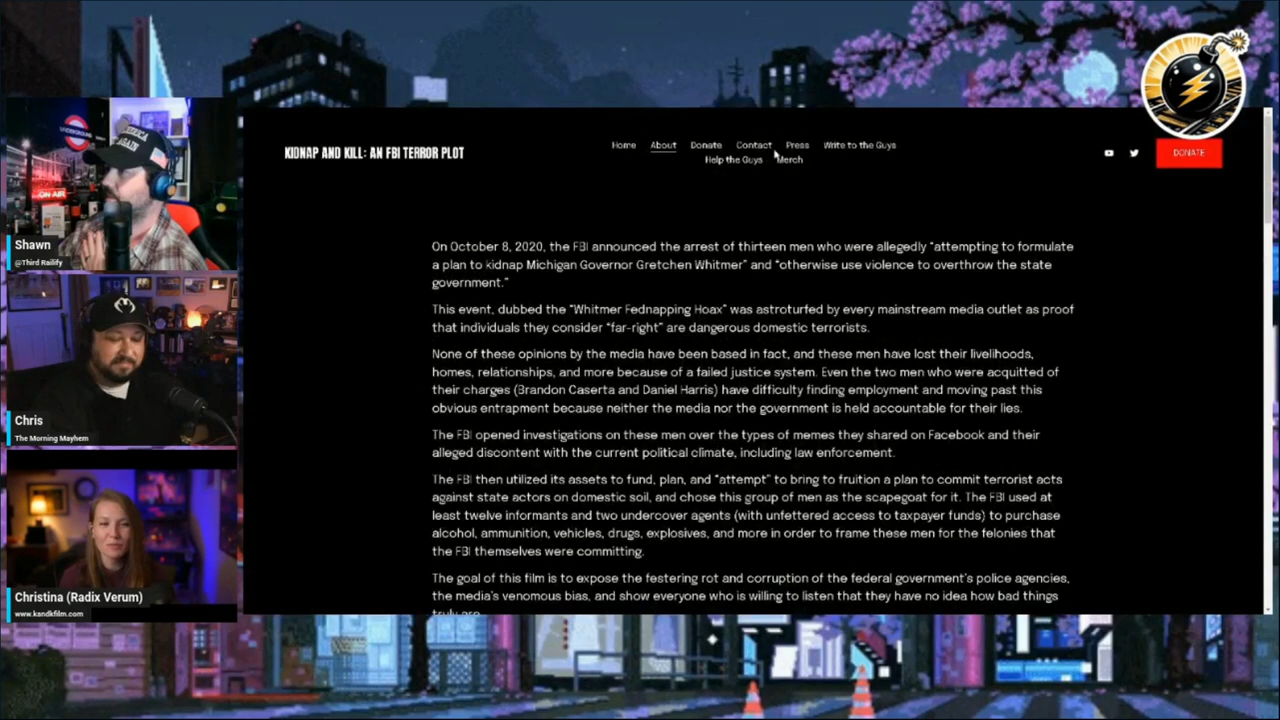 KIDNAP AND KILL: AN FBI TERROR PLOT
Home About Donate Contact Press Write to the Guys
Help the Guys Merch
DONATE
On October 8, 2020, the FBI announced the arrest of thirteen men who were allegedly “attempting to formulate
a plan to kidnap Michigan Governor Gretchen Whitmer” and “otherwise use violence to overthrow the state
government.”
This event, dubbed the “Whitmer Fednapping Hoax” was astroturfed by every mainstream media outlet as proof
that individuals they consider “far-right” are dangerous domestic terrorists.
None of these opinions by the media have been based in fact, and these men have lost their livelihoods,
homes, relationships, and more because of a failed justice system. Even the two men who were acquitted of
their charges (Brandon Caserta and Daniel Harris) have difficulty finding employment and moving past this
obvious entrapment because neither the media nor the government is held accountable for their lies.
The FBI opened investigations on these men over the types of memes they shared on Facebook and their
alleged discontent with the current political climate, including law enforcement.
The FBI then utilized its assets to fund, plan, and “attempt” to bring to fruition a plan to commit terrorist acts
against state actors on domestic soil, and chose this group of men as the scapegoat for it. The FBI used at
least twelve informants and two undercover agents (with unfettered access to taxpayer funds) to purchase
alcohol, ammunition, vehicles, drugs, explosives, and more in order to frame these men for the felonies that
the FBI themselves were committing.
The goal of this film is to expose the festering rot and corruption of the federal government’s police agencies,
the media’s venomous bias, and show everyone who is willing to listen that they have no idea how bad things
UNDERGROUND
AGAIN
ON AIR
Shawn
@Third Railify
Chris
The Morning Mayhem
Christina (Radix Verum)
www.kandkfilm.com